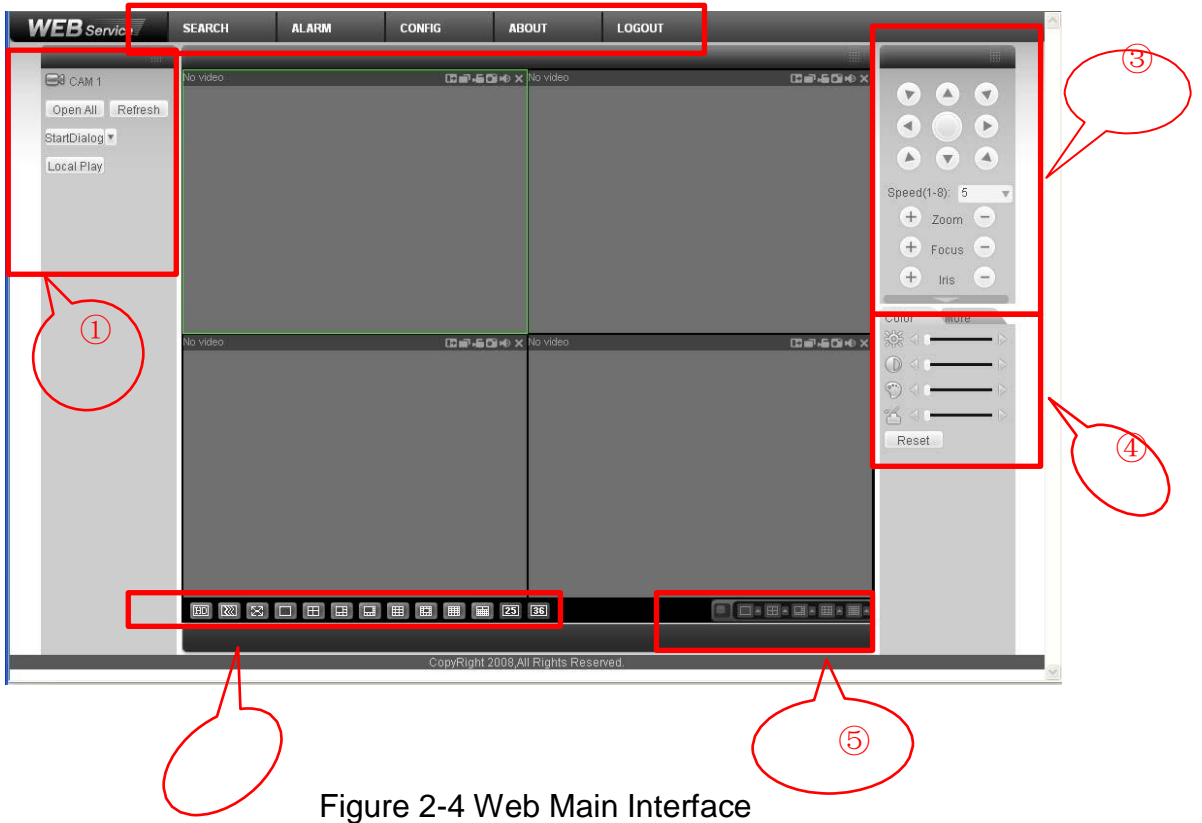 WEB Service
SEARCH ALARM CONFIG ABOUT LOGOUT
CAM 1
Open All Refresh
StartDialog
Local Play
No video
No video
No video
No video
Speed(1-8): 5
Zoom
Focus
Iris
Color More
Reset
HD
25 36
CopyRight 2008,All Rights Reserved.
①
③
④
⑤
Figure 2-4 Web Main Interface